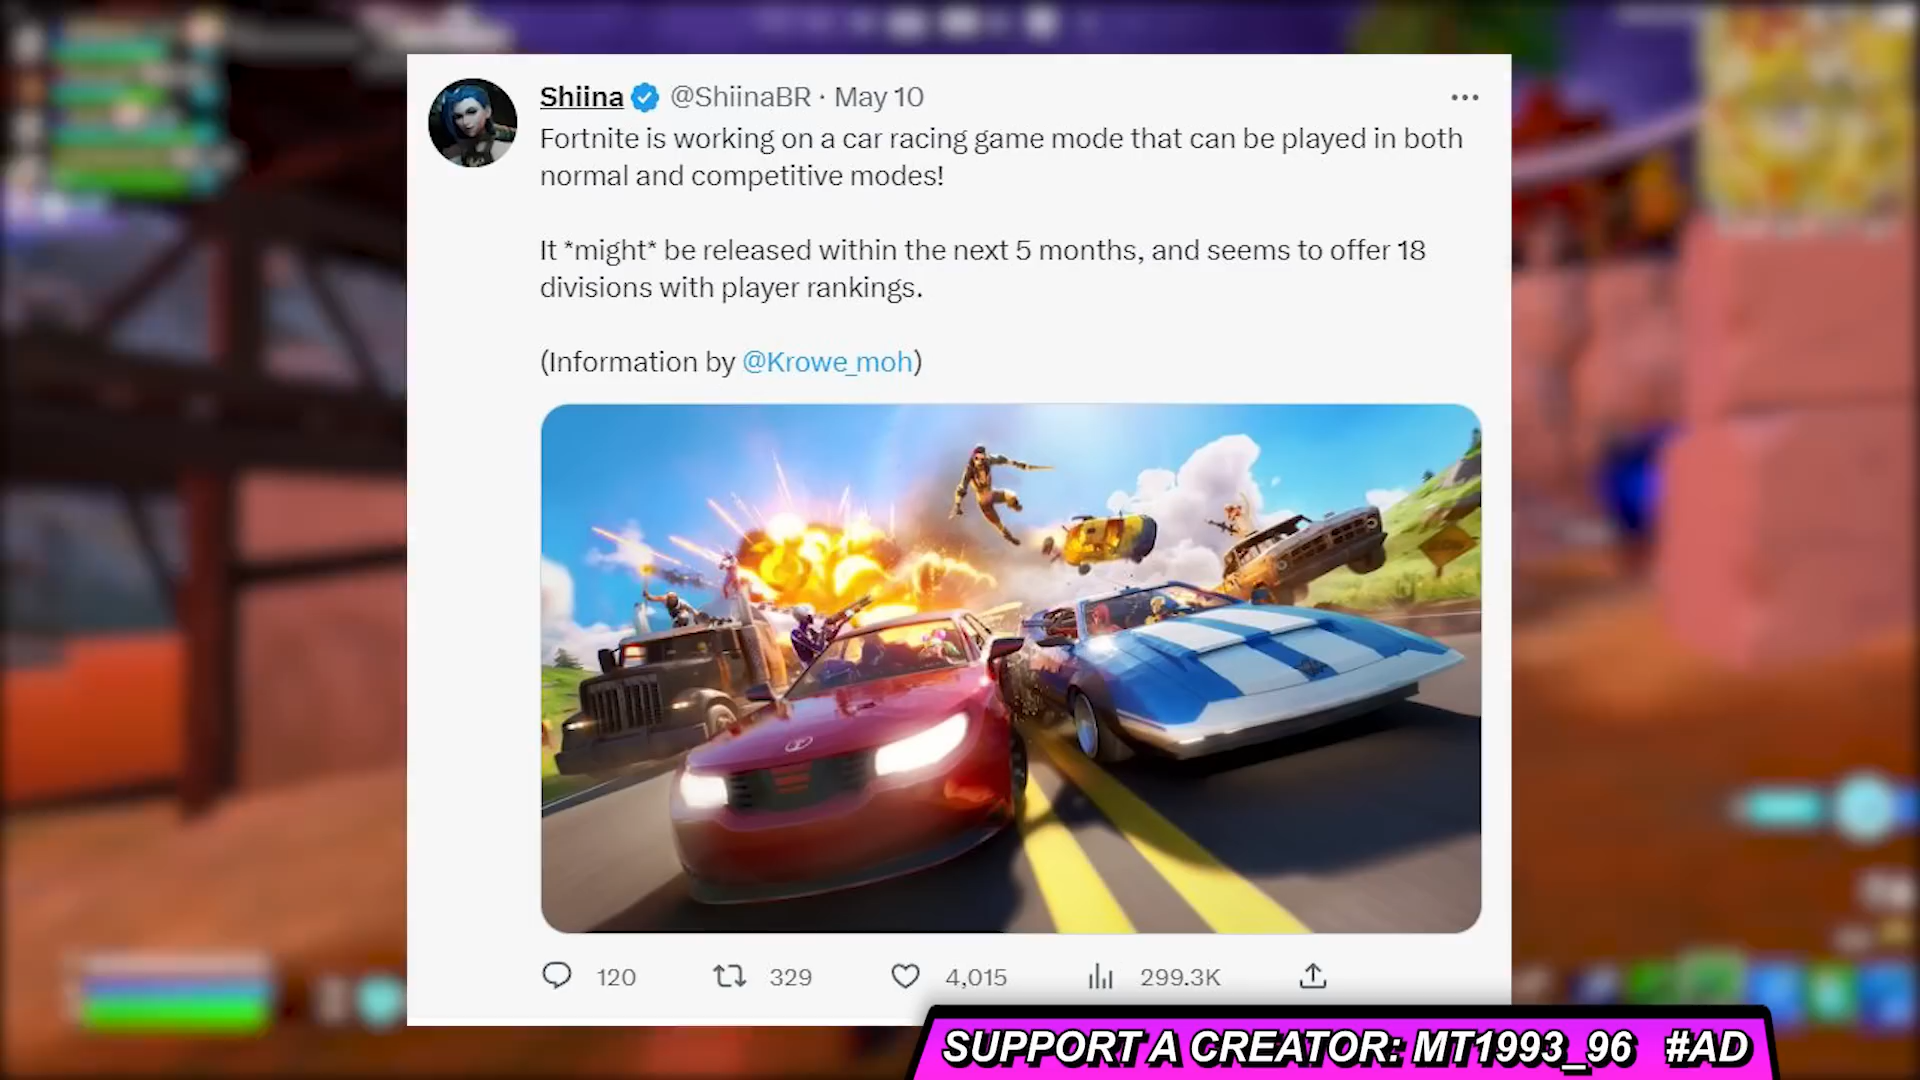 Shiina @ShiinaBR · May 10
Fortnite is working on a car racing game mode that can be played in both
normal and competitive modes!
It *might* be released within the next 5 months, and seems to offer 18
divisions with player rankings.
(Information by @Krowe_moh)
120 329 4,015 299.3K
SUPPORT A CREATOR: MT1993_96 #AD